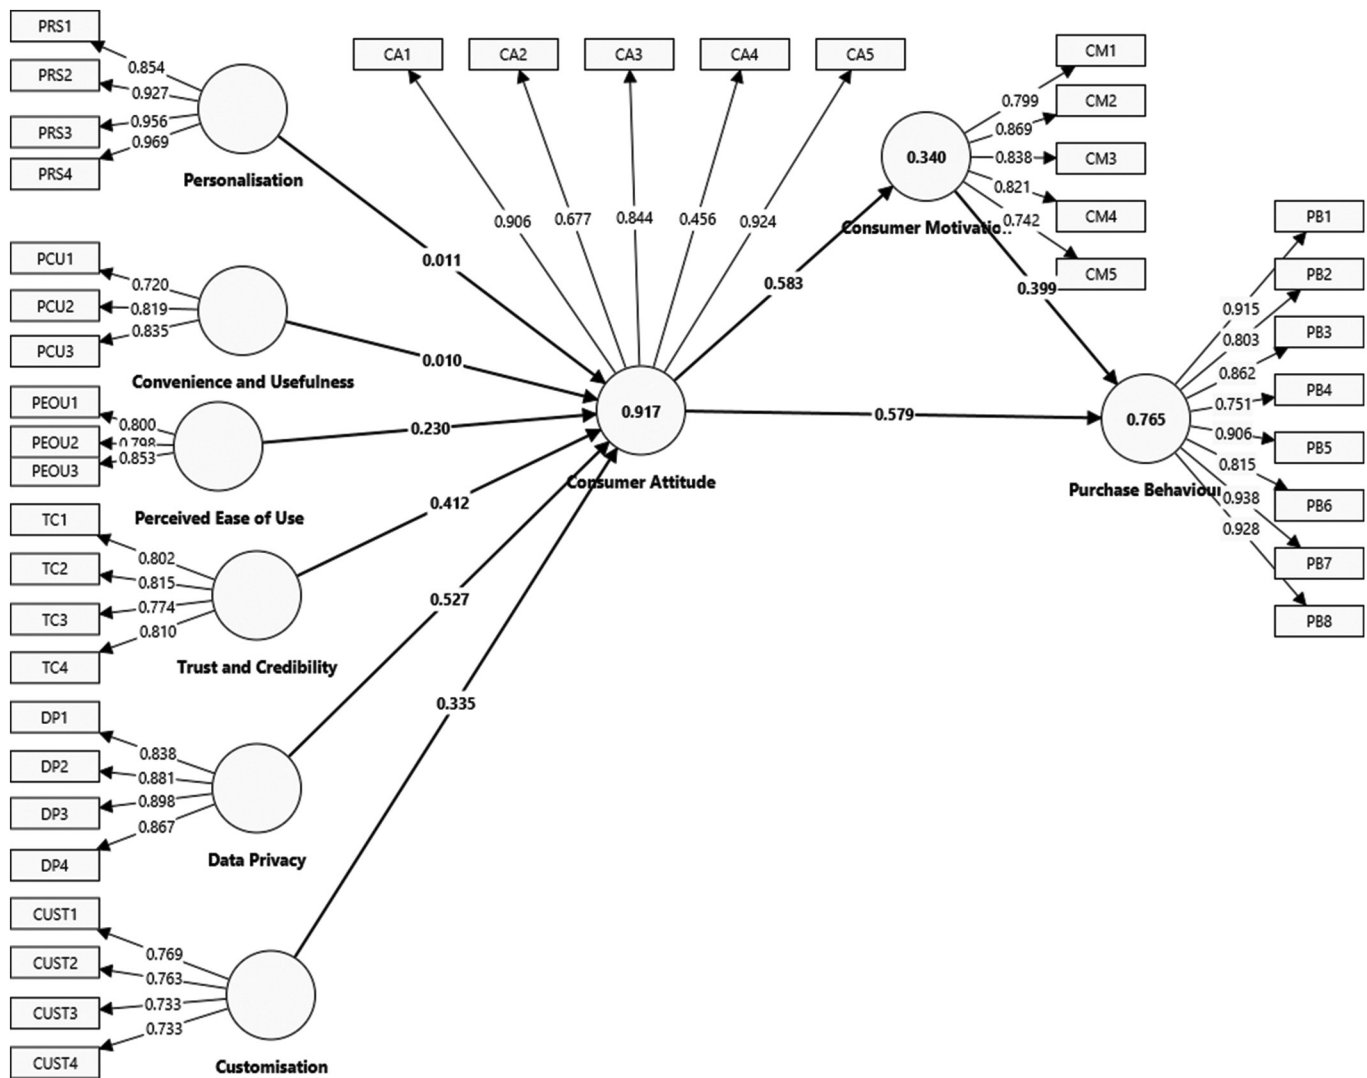 PRS1
PRS2
PRS3
PRS4
0.854
0.927
0.956
0.969
Personalisation
PCU1
PCU2
PCU3
0.720
0.819
0.835
Convenience and Usefulness
PEOU1
PEOU2
PEOU3
0.800
0.798
0.853
Perceived Ease of Use
TC1
TC2
TC3
TC4
0.802
0.815
0.774
0.810
Trust and Credibility
DP1
DP2
DP3
DP4
0.838
0.881
0.898
0.867
Data Privacy
CUST1
CUST2
CUST3
CUST4
0.769
0.763
0.733
0.733
Customisation
0.011
0.010
0.230
0.412
0.527
0.335
CA1
CA2
CA3
CA4
CA5
0.906
0.677
0.844
0.456
0.924
0.917
Consumer Attitude
0.583
0.579
0.340
Consumer Motivatio..
CM1
CM2
CM3
CM4
CM5
0.799
0.869
0.838
0.821
0.742
0.399
0.765
Purchase Behaviour
PB1
PB2
PB3
PB4
PB5
PB6
PB7
PB8
0.915
0.803
0.862
0.751
0.906
0.815
0.938
0.928